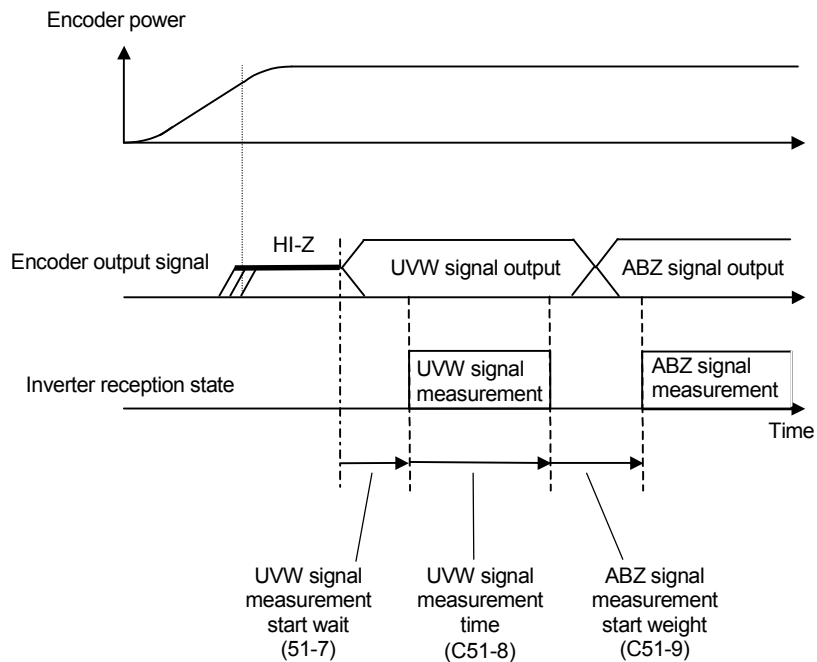 Encoder power
HI-Z
Encoder output signal
UVW signal output
ABZ signal output
Inverter reception state
UVW signal
measurement
ABZ signal
measurement
Time
UVW signal
measurement
start wait
(51-7)
UVW signal
measurement
time
(C51-8)
ABZ signal
measurement
start weight
(C51-9)